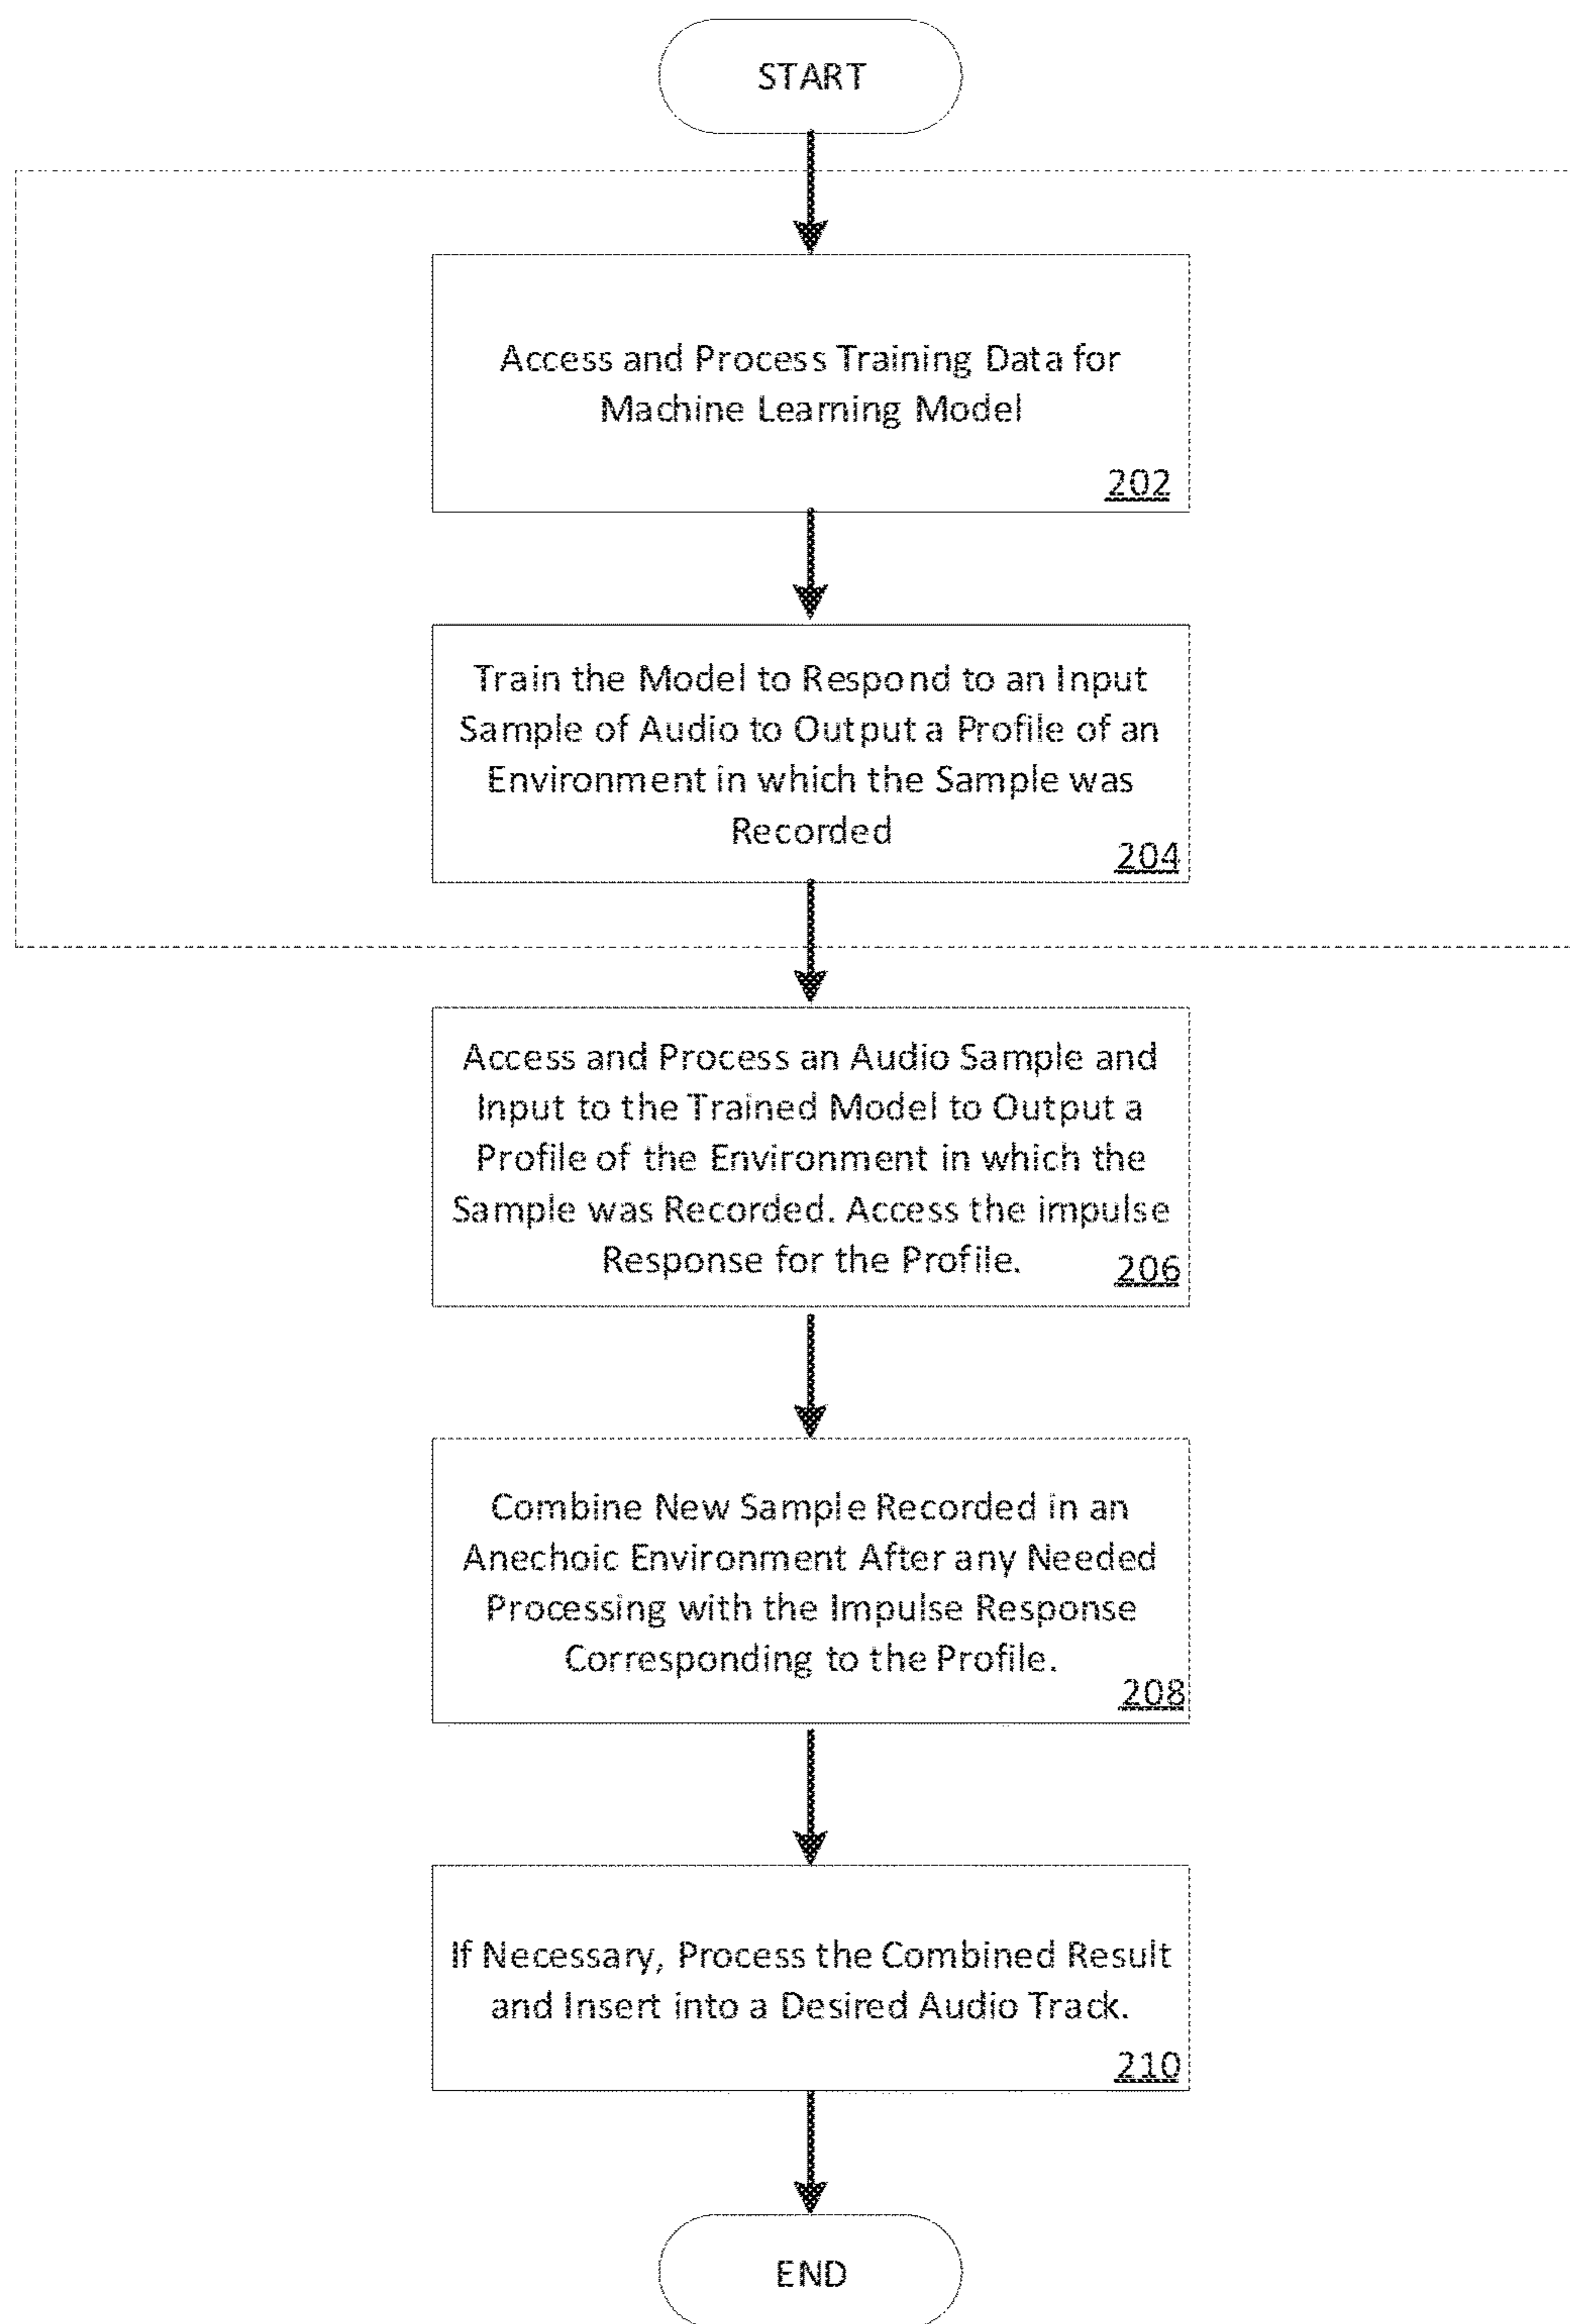 START
Access and Process Training Data for
Machine Learning Model
202
Train the Model to Respond to an Input
Sample of Audio to Output a Profile of an
Environment in which the Sample was
Recorded
204
Access and Process an Audio Sample and
Input to the Trained Model to Output a
Profile of the Environment in which the
Sample was Recorded. Access the impulse
Response for the Profile.
206
Combine New Sample Recorded in an
Anechoic Environment After any Needed
Processing with the Impulse Response
Corresponding to the Profile.
208
If Necessary, Process the Combined Result
and Insert into a Desired Audio Track.
210
END